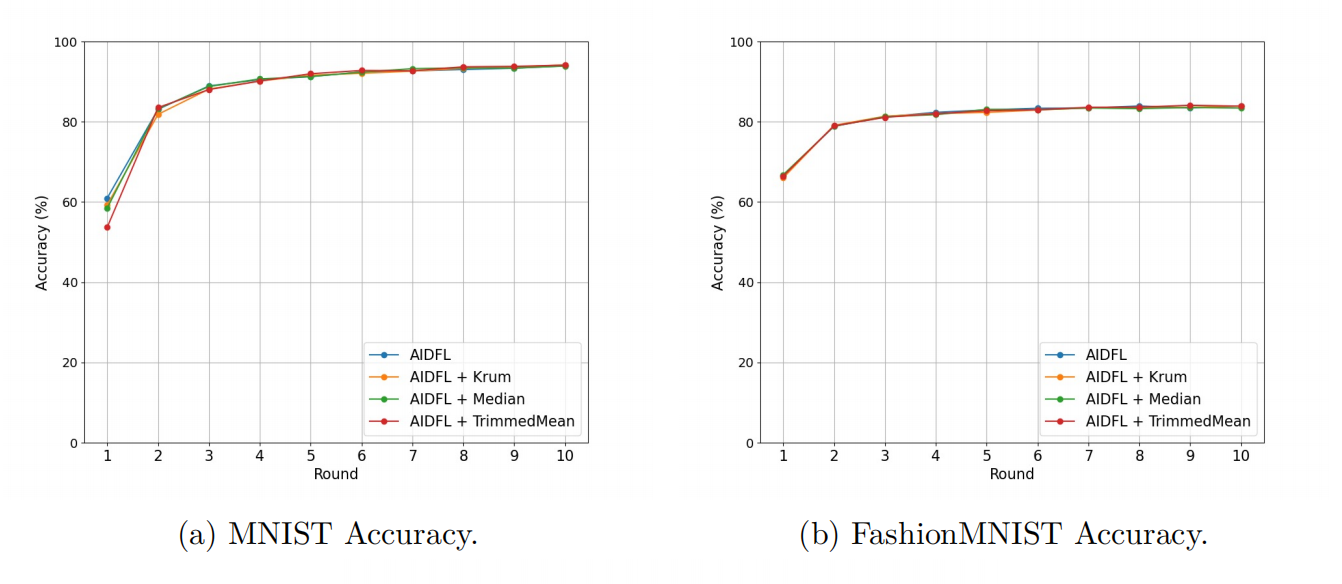 100
80
60
40
20
0
Accuracy (%)
AIDFL
AIDFL + Krum
AIDFL + Median
AIDFL + TrimmedMean
1 2 3 4 5 6 7 8 9 10
Round
(a) MNIST Accuracy.
100
80
60
40
20
0
Accuracy (%)
AIDFL
AIDFL + Krum
AIDFL + Median
AIDFL + TrimmedMean
1 2 3 4 5 6 7 8 9 10
Round
(b) FashionMNIST Accuracy.